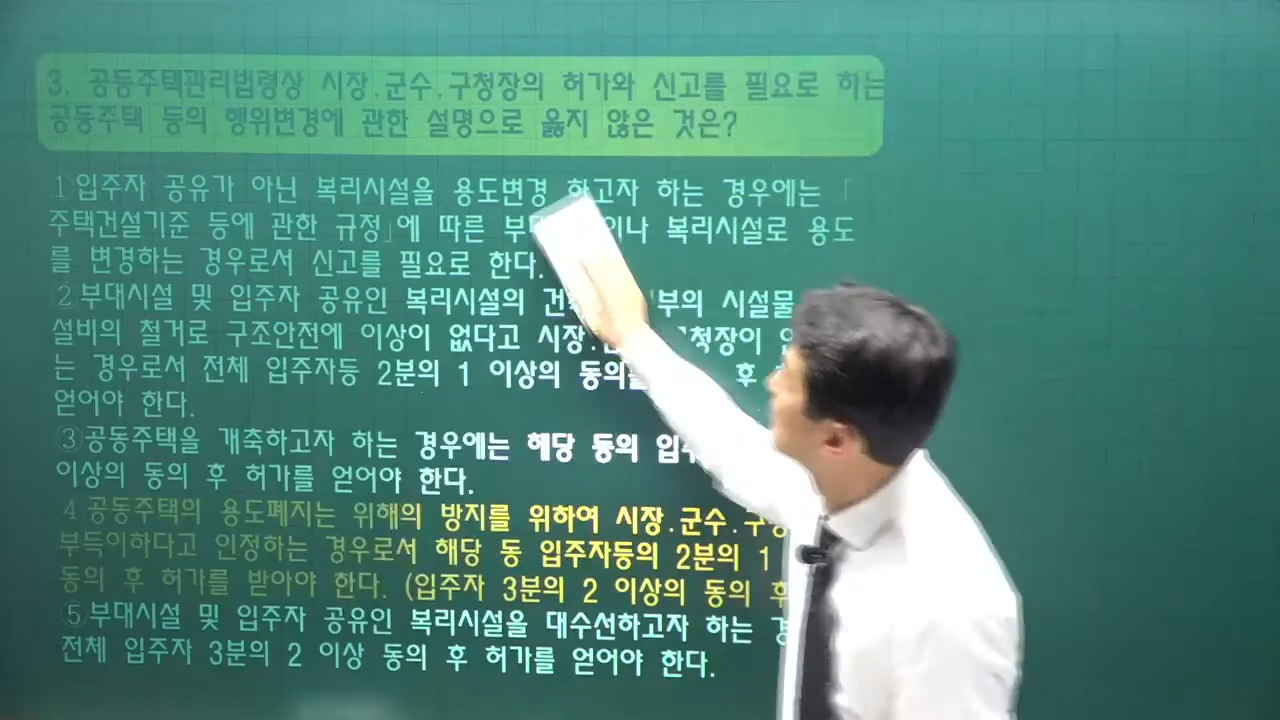 3. 공동주택관리법령상 시장.군수.구청장의 허가와 신고를 필요로 하는
공동주택 등의 행위변경에 관한 설명으로 옳지 않은 것은?
1 입주자 공유가 아닌 복리시설을 용도변경 하고자 하는 경우에는 「
주택건설기준 등에 관한 규정」에 따른 이나 복리시설로 용도
를 변경하는 경우로서 신고를 필요로 한다.
②부대시설 및 입주자 공유인 복리시설의 시설물
설비의 철거로 구조안전에 이상이 없다고 시장.
는 경우로서 전체 입주자등 2분의 1 이상의 후
얻어야 한다.
③공동주택을 개축하고자 하는 경우에는 해당 동의
이상의 동의 후 허가를 얻어야 한다.
4 공동주택의 용도폐지는 위해의 방지를 위하여 시장.군수.
부득이하다고 인정하는 경우로서 해당 동 입주자등의 2분의 1
동의 후 허가를 받아야 한다. (입주자 3분의 2 이상의 동의
⑤부대시설 및 입주자 공유인 복리시설을 대수선하고자 하는
전체 입주자 3분의 2 이상 동의 후 허가를 얻어야 한다.